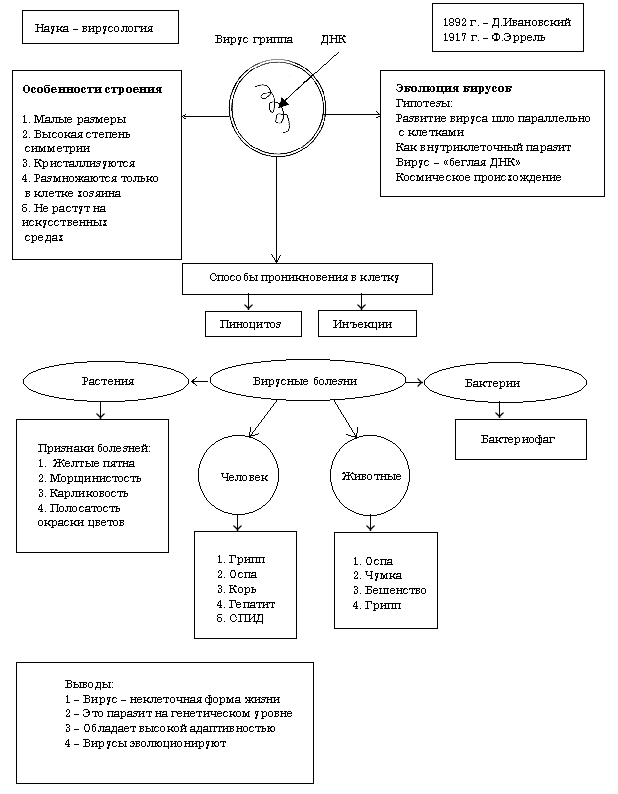 Наука – вирусология
1892 г. – Д.Ивановский
1917 г. – Ф.Эррель
Вирус гриппа
ДНК
Особенности строения
1. Малые размеры
2. Высокая степень
симметрии
3. Кристаллизуются
4. Размножаются только
в клетке хозяина
5. Не растут на
искусственных
средах
Эволюция вирусов
Гипотезы:
Развитие вируса шло параллельно
с клетками
Как внутриклеточный паразит
Вирус – «беглая ДНК»
Космическое происхождение
Способы проникновения в клетку
Пиноцитоз
Инъекции
Растения
Вирусные болезни
Бактерии
Признаки болезней:
1. Желтые пятна
2. Морщинистость
3. Карликовость
4. Полосатость
окраски цветов
Бактериофаг
Человек
Животные
1. Грипп
2. Оспа
3. Корь
4. Гепатит
5. СПИД
1. Оспа
2. Чумка
3. Бешенство
4. Грипп
Выводы:
1 – Вирус – неклеточная форма жизни
2 – Это паразит на генетическом уровне
3 – Обладает высокой адаптивностью
4 – Вирусы эволюционируют